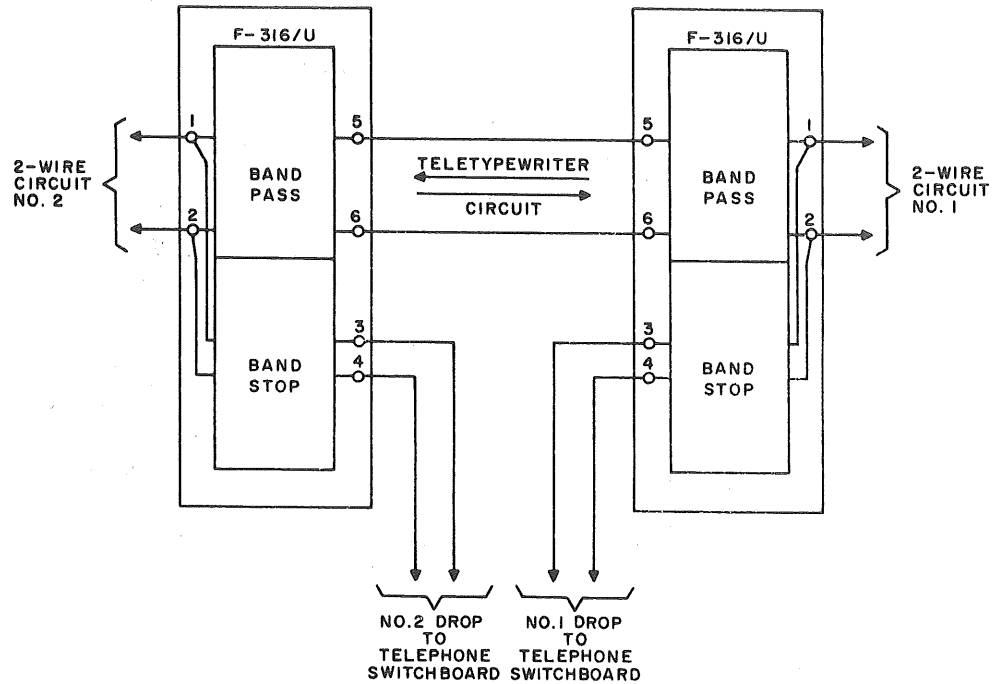 F-316/U
F-316/U
1
5
5
1
2-WIRE
CIRCUIT
NO. 2
BAND
PASS
TELETYPEWRITER
CIRCUIT
BAND
PASS
2-WIRE
CIRCUIT
NO. 1
2
6
6
2
3
4
3
4
BAND
STOP
BAND
STOP
NO. 2 DROP
TO
TELEPHONE
SWITCHBOARD
NO. 1 DROP
TO
TELEPHONE
SWITCHBOARD